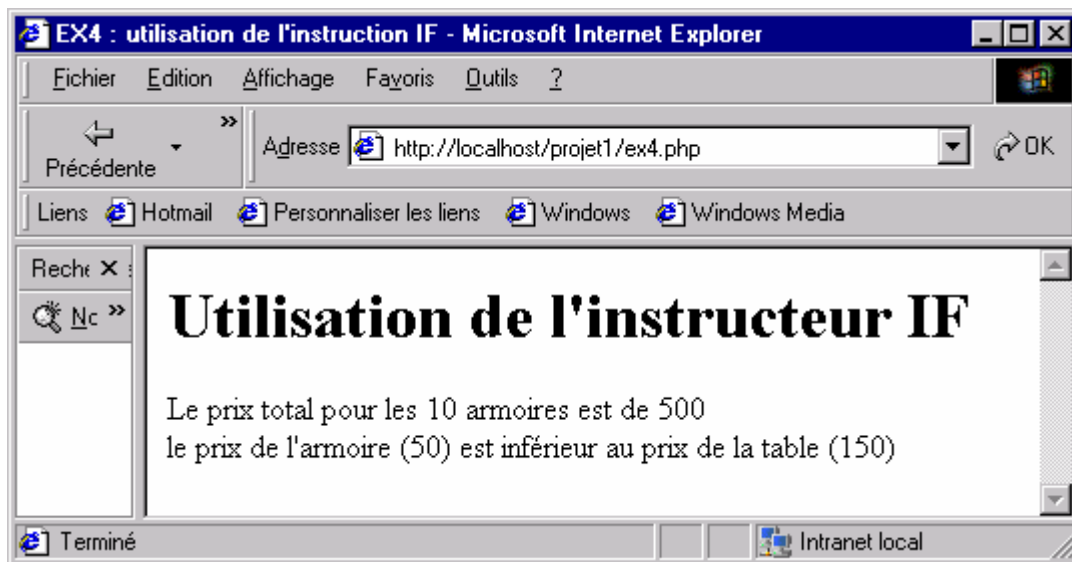 EX4 : utilisation de l'instruction IF - Microsoft Internet Explorer
Fichier Edition Affichage Favoris Outils ?
Précédent
»
Adresse http://localhost/projet1/ex4.php
OK
Liens Hotmail Personnaliser les liens Windows Windows Media
Reche
Nc »
Utilisation de l'instructeur IF
Le prix total pour les 10 armoires est de 500
le prix de l'armoire (50) est inférieur au prix de la table (150)
Terminé
Intranet local